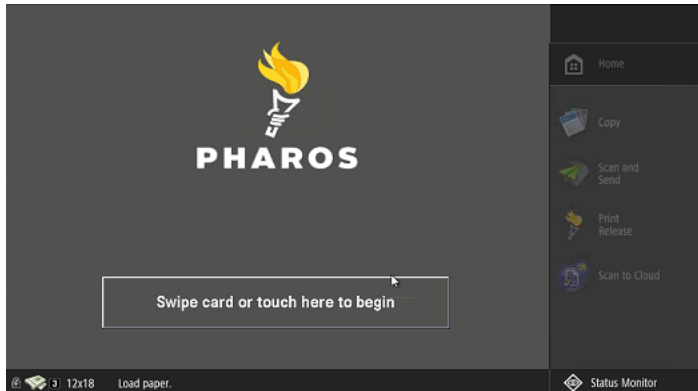 PHAROS
Swipe card or touch here to begin
Home
Copy
Scan and
Send
Print
Release
Scan to Cloud
3 12x18 Load paper.
Status Monitor